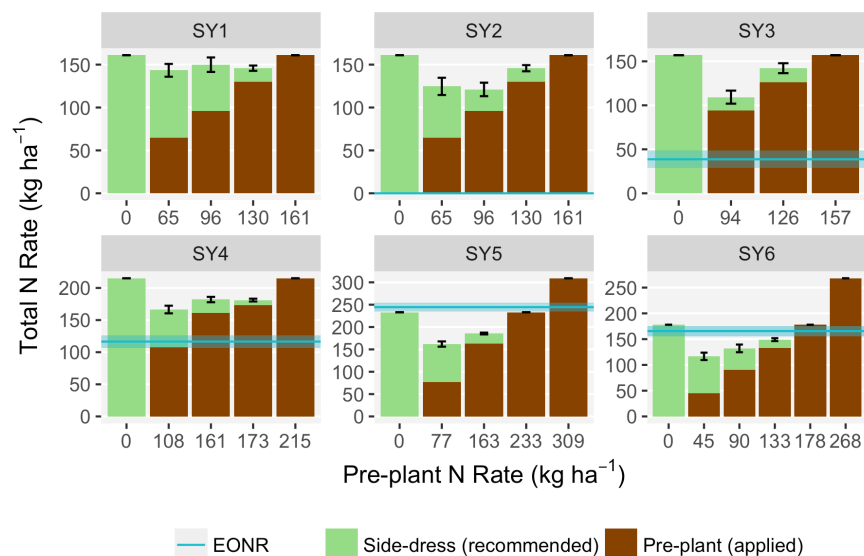 SY1 SY2 SY3
150 150 150
100 100 100
50 50 50
0 0 0
0 65 96 130 161 0 65 96 130 161 0 94 126 157
SY4 SY5 SY6
200 300 250
150 250 200
100 200 150
50 150 100
0 100 50
50 0
0
0 108 161 173 215 0 77 163 233 309 0 45 90 133 178 268
Total N Rate (kg ha⁻¹)
Pre-plant N Rate (kg ha⁻¹)
EONR Side-dress (recommended) Pre-plant (applied)